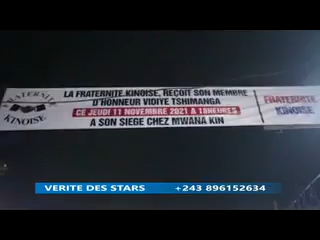 LA FRATERNITE KINOISE, REÇOIT SON MEMBRE
D'HONNEUR VIDIYE TSHIMANGA
CE JEUDI 11 NOVEMBRE 2021 A 18HEURES
A SON SIEGE CHEZ MWANA KIN
FRATERNITE
KINOISE
FRATERNITE
KINOISE
VERITE DES STARS +243 896152634